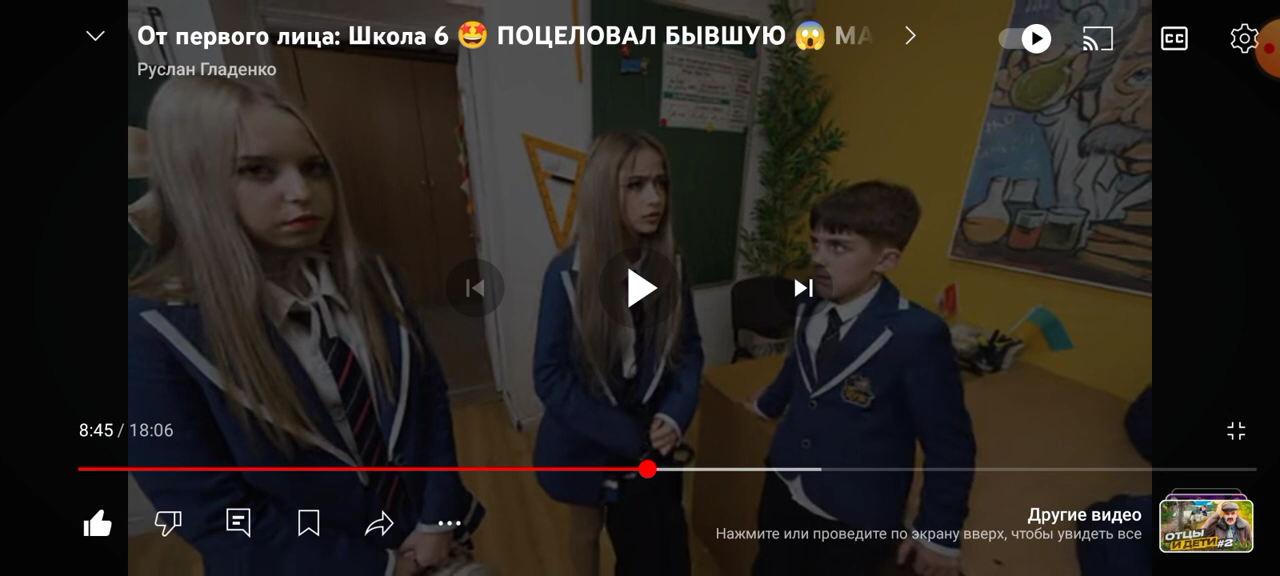 От первого лица: Школа 6 🤩 ПОЦЕЛОВАЛ БЫВШУЮ 😱 МА
Руслан Гладенко
CC
8:45 / 18:06
Другие видео
Нажмите или проведите по экрану вверх, чтобы увидеть все
ОТЦЫ
И ДЕТИ #2